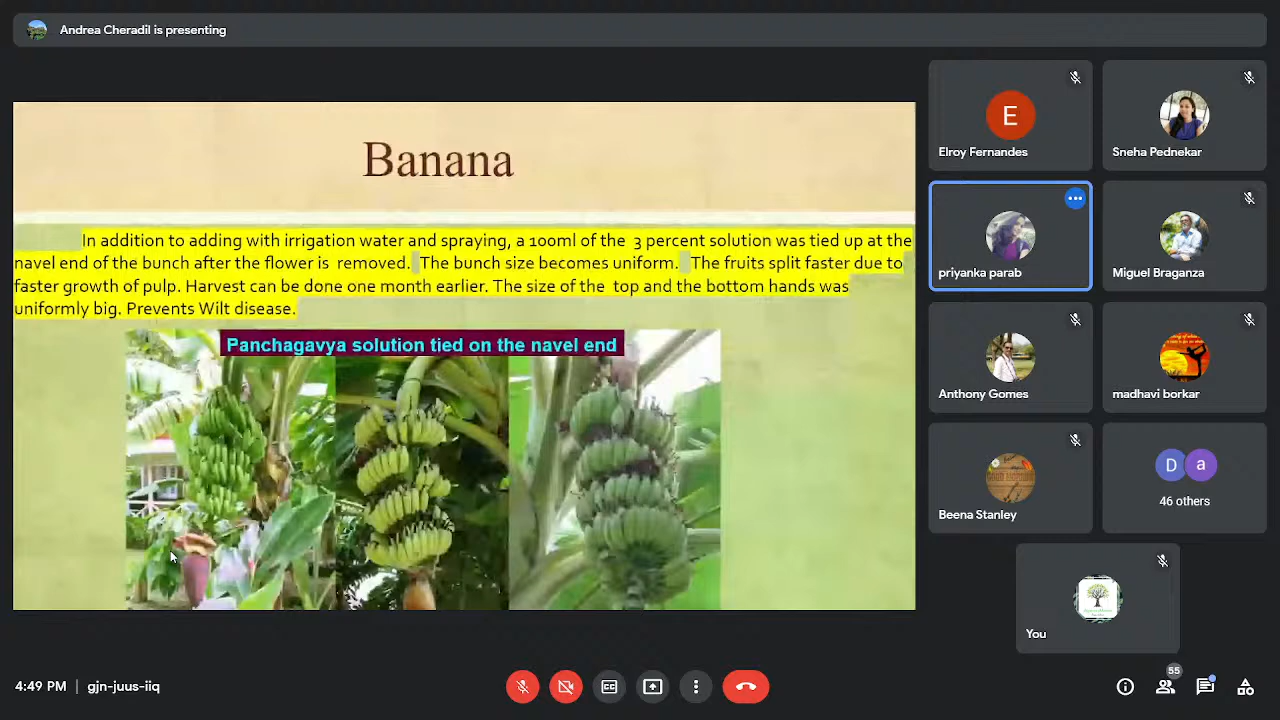 Andrea Cheradil is presenting
Banana
In addition to adding with irrigation water and spraying, a 100ml of the 3 percent solution was tied up at the
navel end of the bunch after the flower is removed. The bunch size becomes uniform. The fruits split faster due to
faster growth of pulp. Harvest can be done one month earlier. The size of the top and the bottom hands was
uniformly big. Prevents Wilt disease.
Panchagavya solution tied on the navel end
E
Elroy Fernandes
Sneha Pednekar
priyanka parab
Miguel Braganza
Anthony Gomes
madhavi borkar
Beena Stanley
D a
46 others
You
4:49 PM | gjn-juus-iiq
55